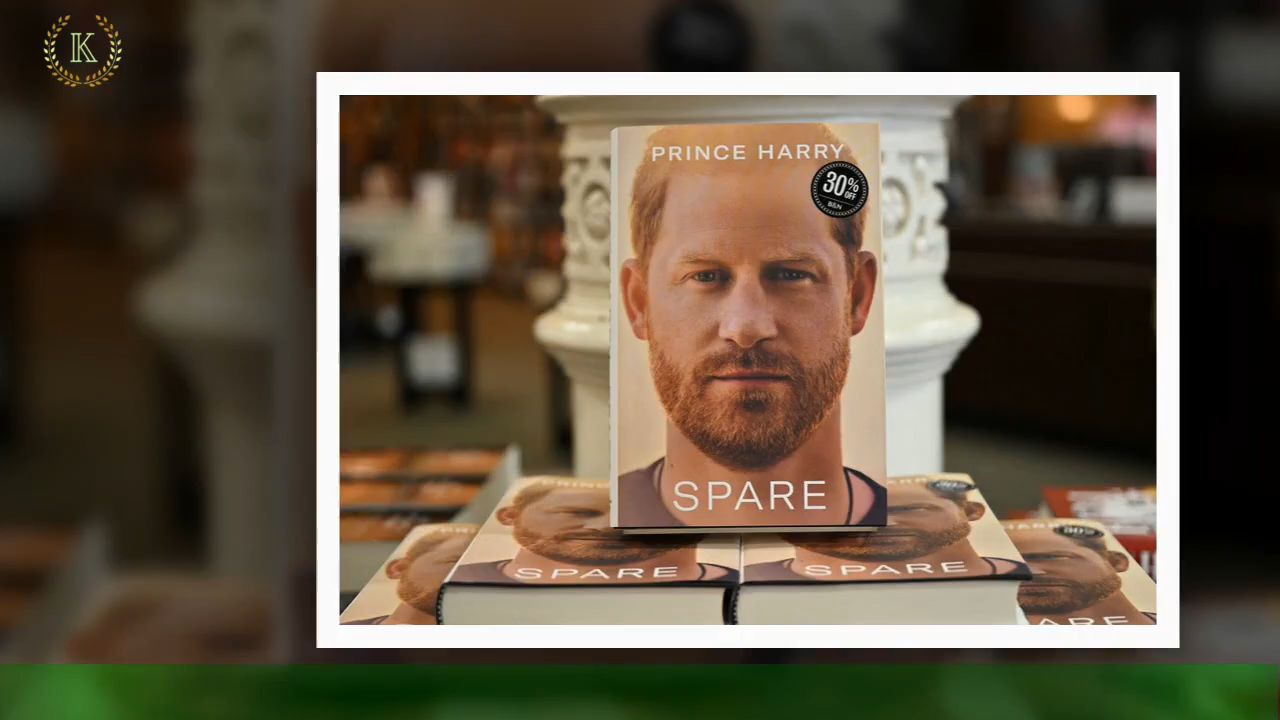 K
PRINCE HARRY
30%
OFF
B&N
SPARE
SPARE
SPARE